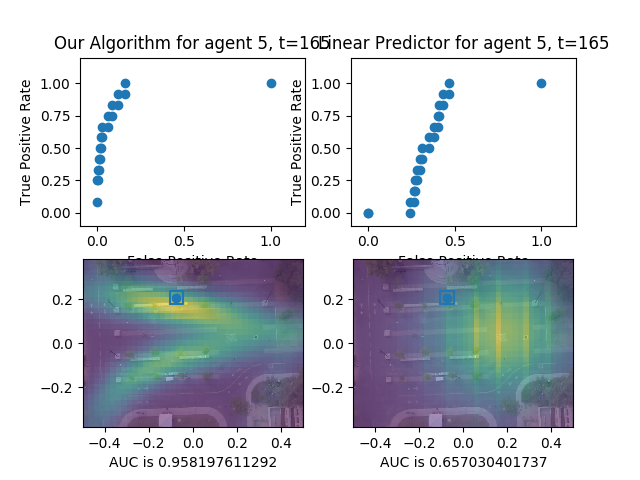 Our Algorithm for agent 5, t=165
Linear Predictor for agent 5, t=165
True Positive Rate
1.00
0.75
0.50
0.25
0.00
0.0 0.5 1.0
False Positive Rate
True Positive Rate
1.00
0.75
0.50
0.25
0.00
0.0 0.5 1.0
False Positive Rate
0.2
0.0
−0.2
−0.4 −0.2 0.0 0.2 0.4
AUC is 0.958197611292
0.2
0.0
−0.2
−0.4 −0.2 0.0 0.2 0.4
AUC is 0.657030401737